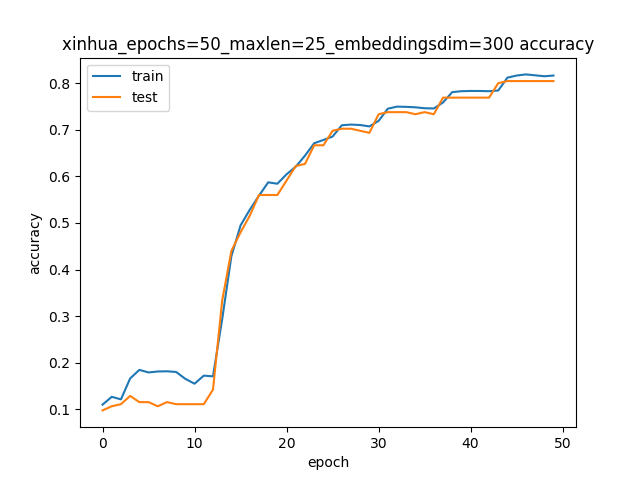 xinhua_epochs=50_maxlen=25_embeddingsdim=300 accuracy
train
test
0.8
0.7
0.6
0.5
0.4
0.3
0.2
0.1
accuracy
0 10 20 30 40 50
epoch